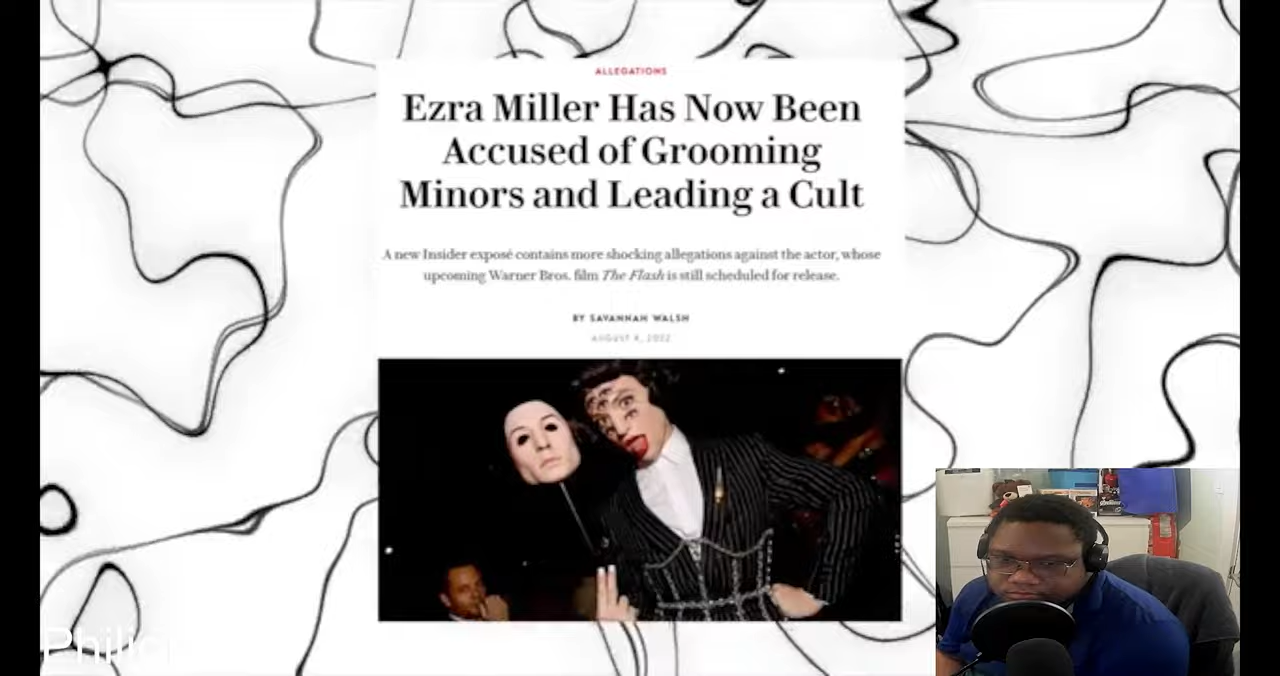 ALLEGATIONS
Ezra Miller Has Now Been
Accused of Grooming
Minors and Leading a Cult
A new Insider exposé contains more shocking allegations against the actor, whose
upcoming Warner Bros. film The Flash is still scheduled for release.
BY SAVANNAH WALSH
AUGUST 4, 2022